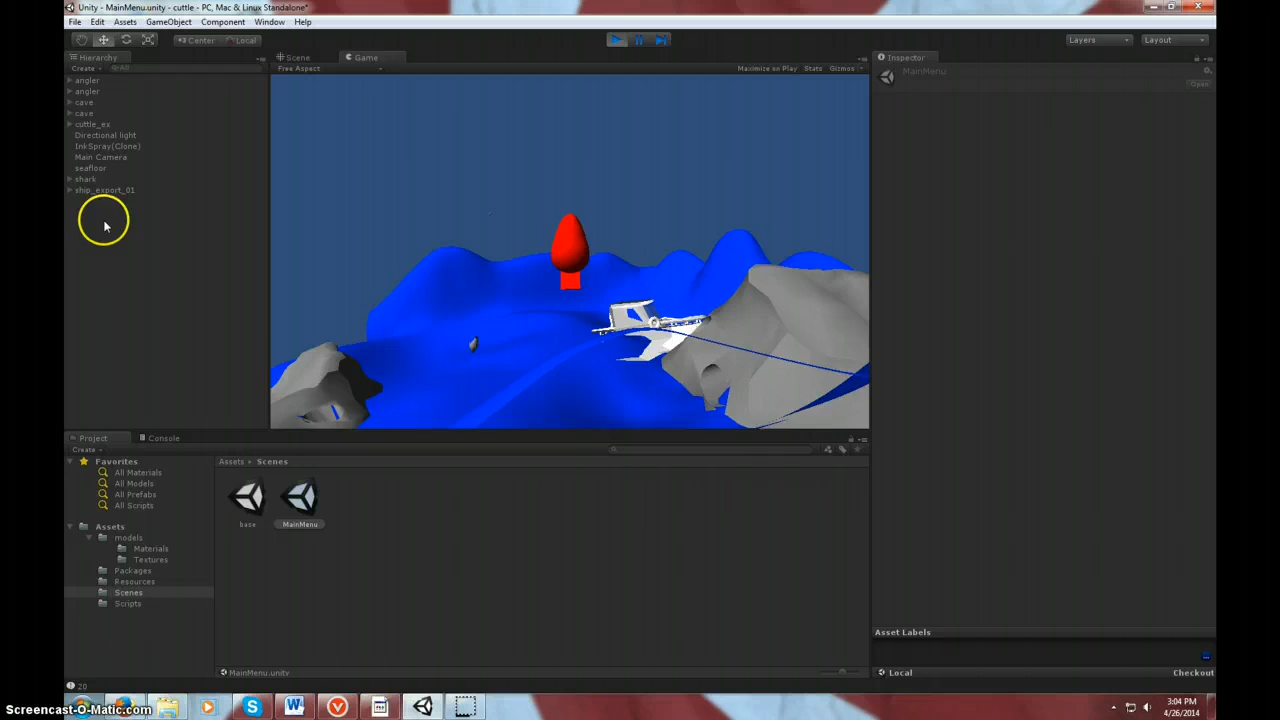 Unity - MainMenu.unity - cuttle - PC, Mac & Linux Standalone*
File Edit Assets GameObject Component Window Help
Center Local
Layers Layout
Hierarchy
Scene Game
Inspector
Create All
Free Aspect
Maximize on Play Stats Gizmos
MainMenu
Open
angler
angler
cave
cave
cuttle_ex
Directional light
InkSpray(Clone)
Main Camera
seafloor
shark
ship_export_01
Project Console
Create
Favorites
All Materials
All Models
All Prefabs
All Scripts
Assets
models
Materials
Textures
Packages
Resources
Scenes
Scripts
Assets Scenes
base MainMenu
MainMenu.unity
Asset Labels
Local Checkout
20
Screencast-O-Matic.com
3:04 PM
4/26/2014